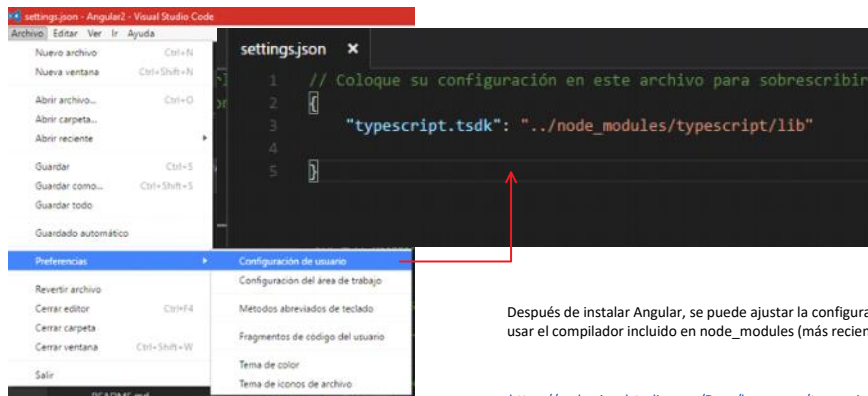 settings.json - Angular2 - Visual Studio Code
Archivo Editar Ver Ir Ayuda
Nuevo archivo Ctrl+N
Nueva ventana Ctrl+Shift+N
Abrir archivo... Ctrl+O
Abrir carpeta...
Abrir reciente
Guardar Ctrl+S
Guardar como... Ctrl+Shift+S
Guardar todo
Guardado automático
Preferencias
Revertir archivo
Cerrar editor Ctrl+F4
Cerrar carpeta
Cerrar ventana Ctrl+Shift+W
Salir
README.md
Configuración de usuario
Configuración del área de trabajo
Métodos abreviados de teclado
Fragmentos de código del usuario
Tema de color
Tema de iconos de archivo
settings.json ×
1 // Coloque su configuración en este archivo para sobrescribir
2 {
3 "typescript.tsdk": "../node_modules/typescript/lib"
4
5 }
Después de instalar Angular, se puede ajustar la configura
usar el compilador incluido en node_modules (más recien